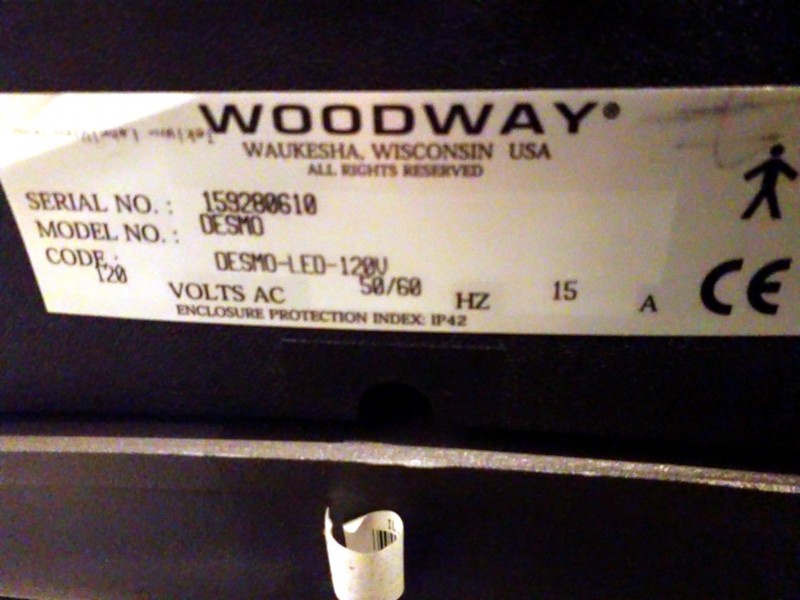 WOODWAY®
WAUKESHA, WISCONSIN USA
ALL RIGHTS RESERVED
SERIAL NO. : 159280610
MODEL NO. : DESMO
CODE : DESMO-LED-120V
120 VOLTS AC 50/60 HZ 15 A
ENCLOSURE PROTECTION INDEX: IP42
CE